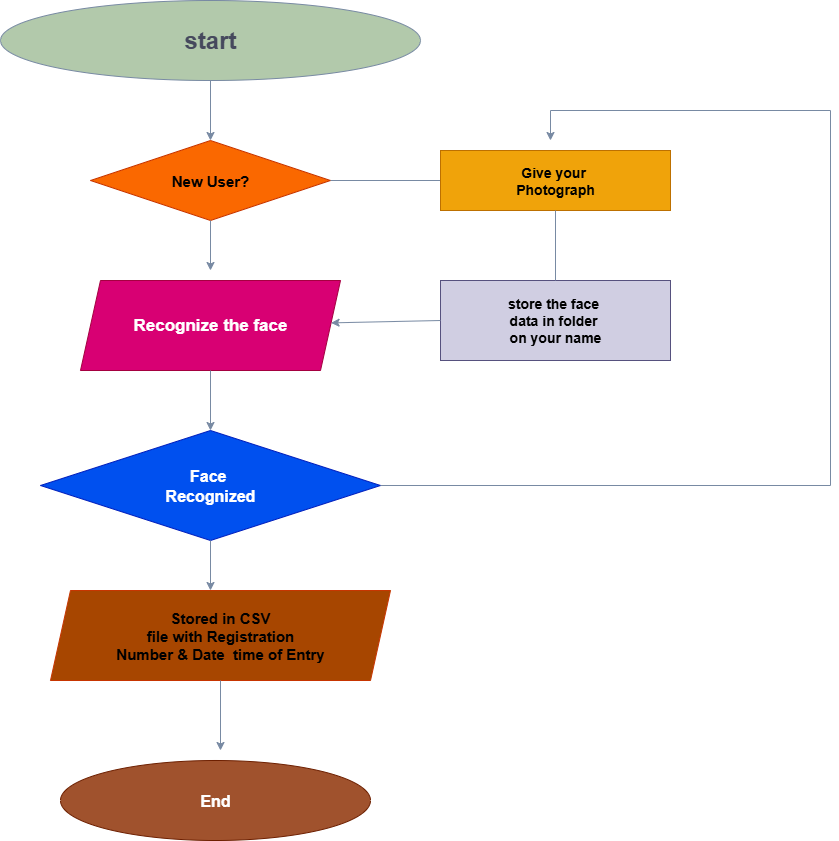 start
New User?
Give your
Photograph
Recognize the face
store the face
data in folder
on your name
Face
Recognized
Stored in CSV
file with Registration
Number & Date  time of Entry
End